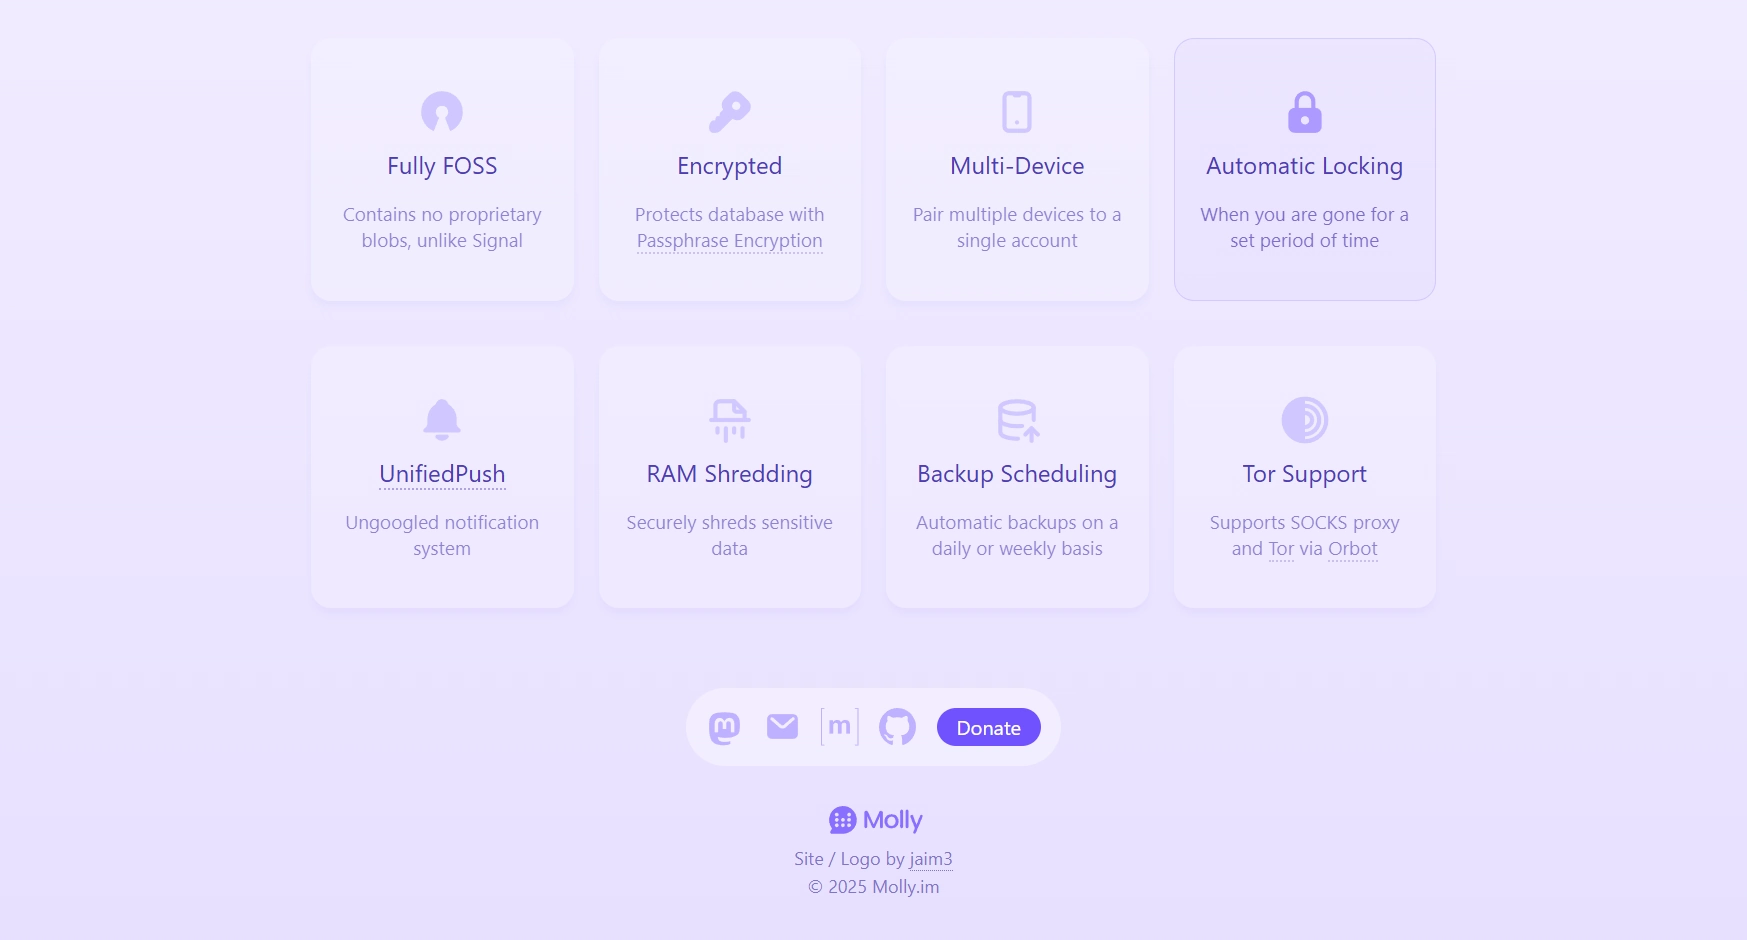 Fully FOSS
Contains no proprietary
blobs, unlike Signal
Encrypted
Protects database with
Passphrase Encryption
Multi-Device
Pair multiple devices to a
single account
Automatic Locking
When you are gone for a
set period of time
UnifiedPush
Ungoogled notification
system
RAM Shredding
Securely shreds sensitive
data
Backup Scheduling
Automatic backups on a
daily or weekly basis
Tor Support
Supports SOCKS proxy
and Tor via Orbot
[m]
Donate
Molly
Site / Logo by jaim3
© 2025 Molly.im